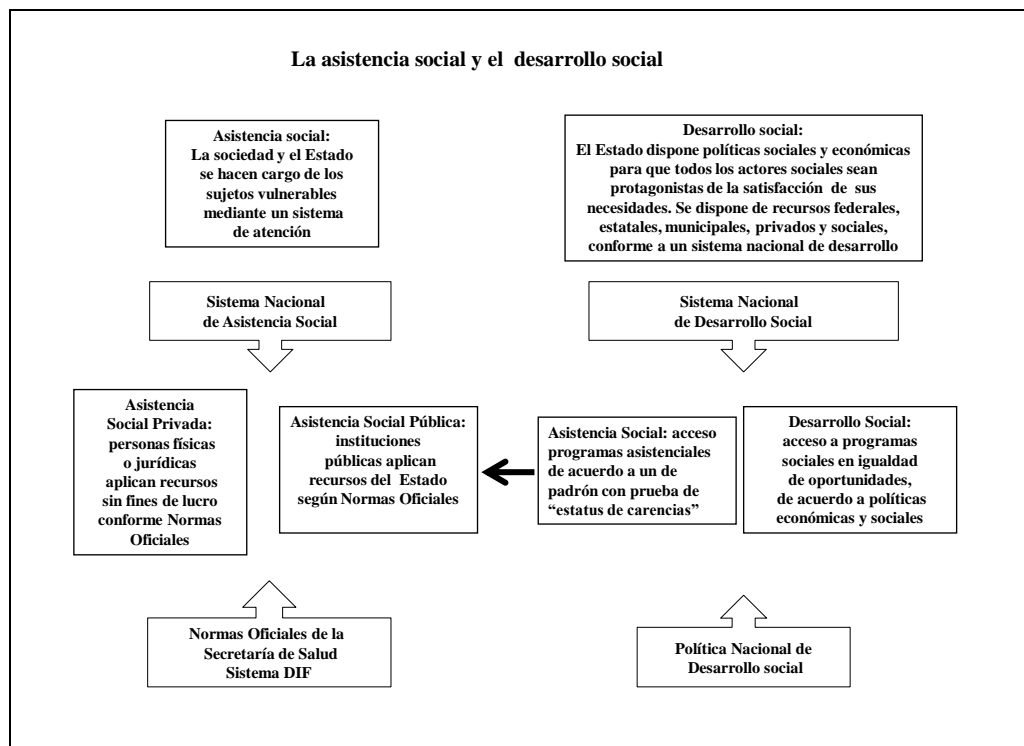 La asistencia social y el desarrollo social
Asistencia social:
La sociedad y el Estado
se hacen cargo de los
sujetos vulnerables
mediante un sistema
de atención
Desarrollo social:
El Estado dispone políticas sociales y económicas
para que todos los actores sociales sean
protagonistas de la satisfacción de sus
necesidades. Se dispone de recursos federales,
estatales, municipales, privados y sociales,
conforme a un sistema nacional de desarrollo
Sistema Nacional
de Asistencia Social
Sistema Nacional
de Desarrollo Social
Asistencia
Social Privada:
personas físicas
o jurídicas
aplican recursos
sin fines de lucro
conforme Normas
Oficiales
Asistencia Social Pública:
instituciones
públicas aplican
recursos del Estado
según Normas Oficiales
Asistencia Social: acceso
programas asistenciales
de acuerdo a un de
padrón con prueba de
“estatus de carencias”
Desarrollo Social:
acceso a programas
sociales en igualdad
de oportunidades,
de acuerdo a políticas
económicas y sociales
Normas Oficiales de la
Secretaría de Salud
Sistema DIF
Política Nacional de
Desarrollo social